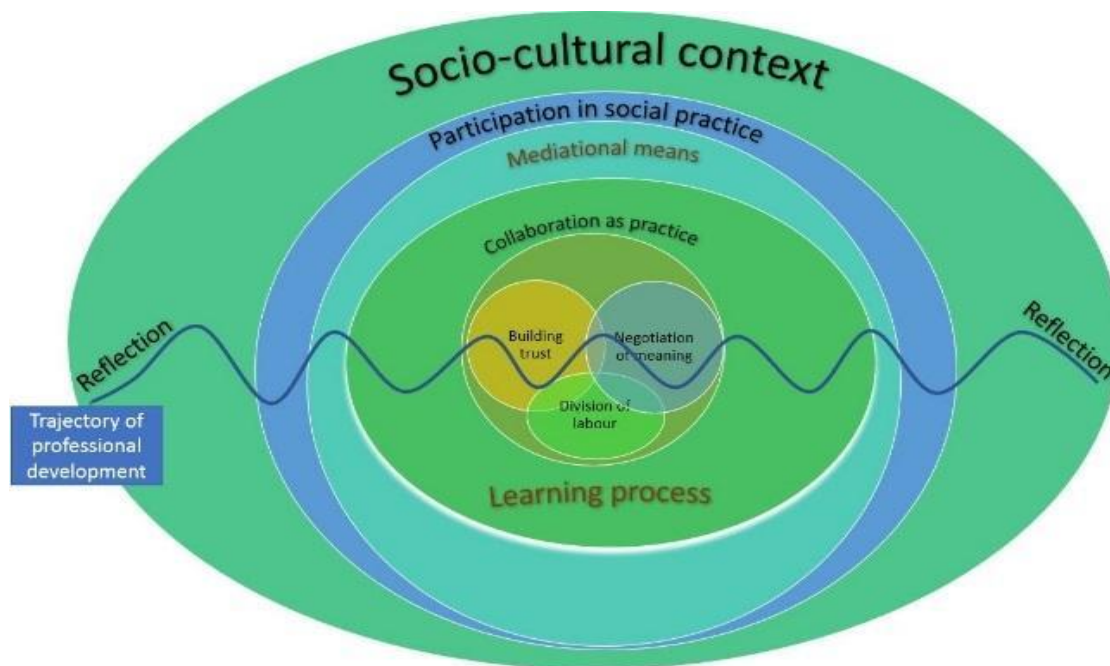 Socio-cultural context
Participation in social practice
Mediational means
Collaboration as practice
Building
trust
Negotiation
of meaning
Division of
labour
Reflection
Reflection
Trajectory of
professional
development
Learning process